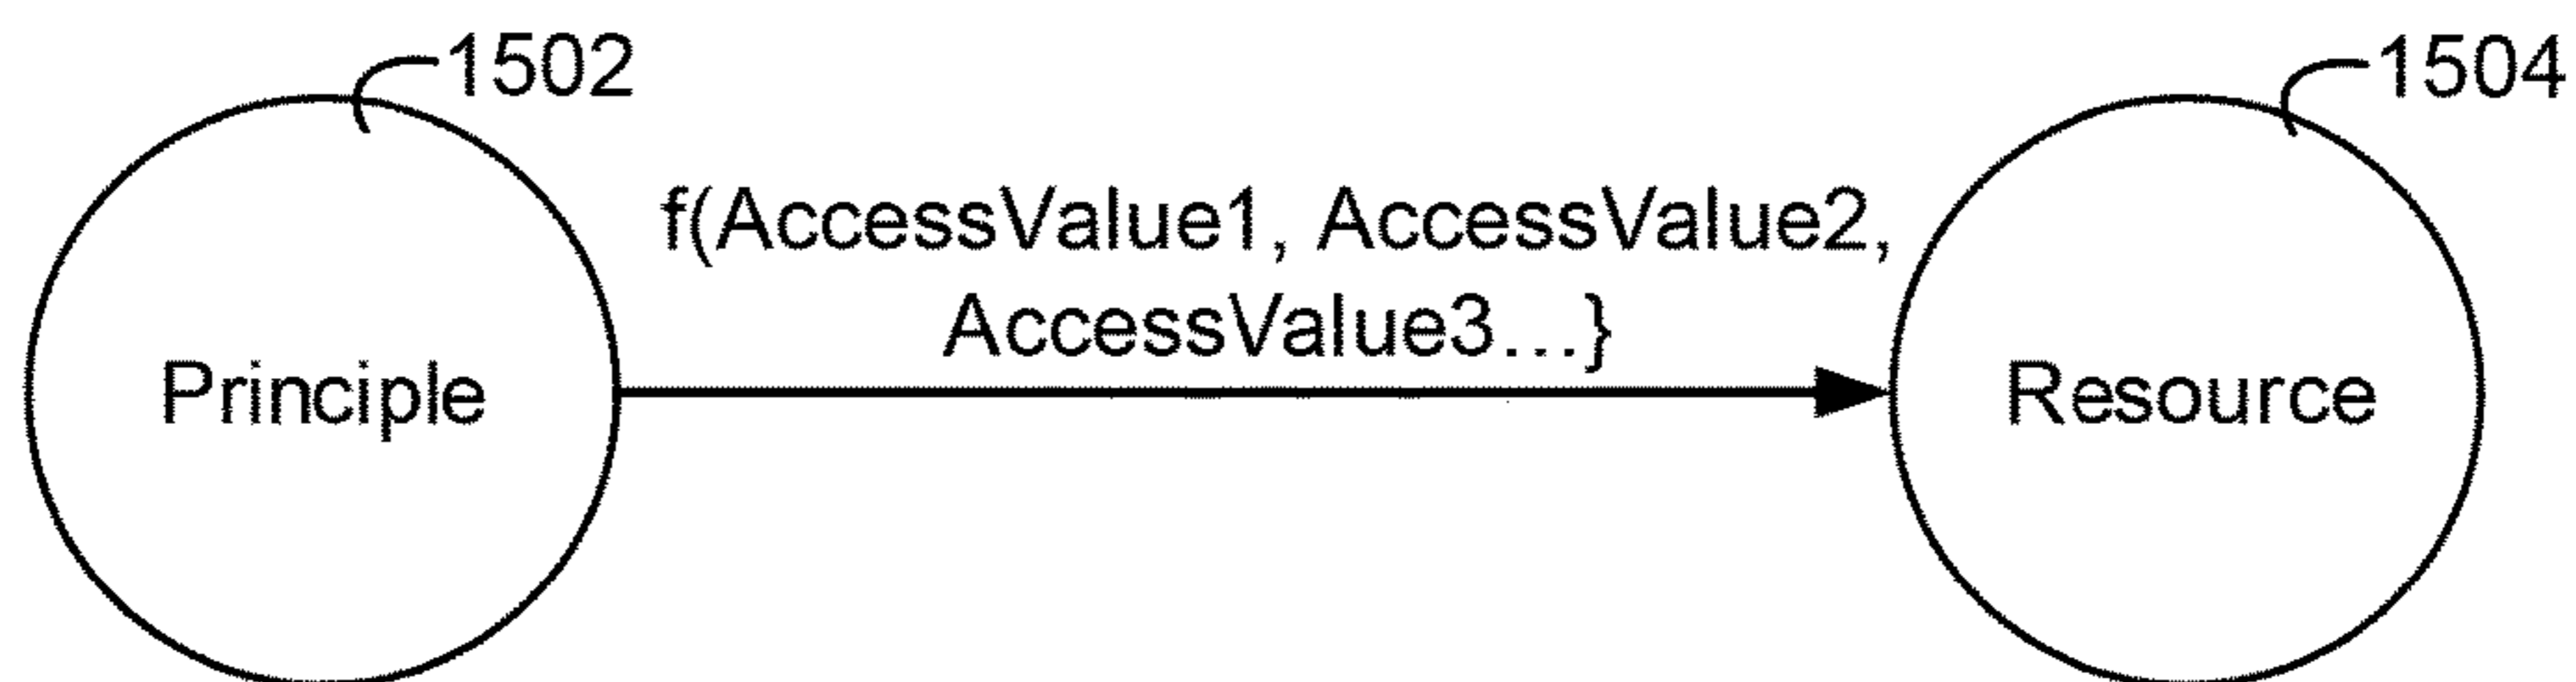 1502
1504
f(AccessValue1, AccessValue2,
AccessValue3...}
Principle
Resource